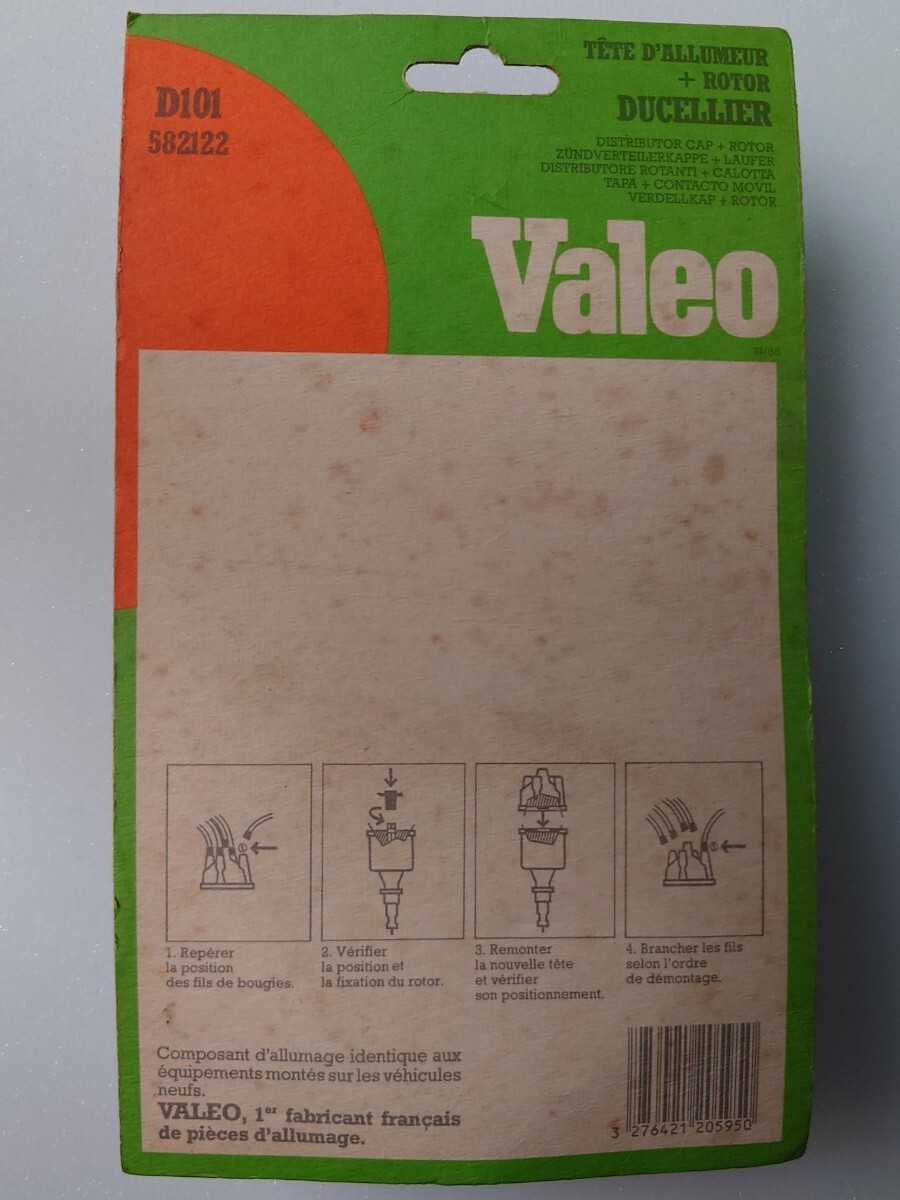 D101
582122
TÊTE D'ALLUMEUR
+ ROTOR
DUCELLIER
DISTRIBUTOR CAP + ROTOR
ZÜNDVERTEILERKAPPE + LAUFER
DISTRIBUTORE ROTANTI + CALOTTA
TAPA + CONTACTO MOVIL
VERDELLKAP + ROTOR
Valeo
1. Repérer
la position
des fils de bougies.
2. Vérifier
la position et
la fixation du rotor.
3. Remonter
la nouvelle tête
et vérifier
son positionnement.
4. Brancher les fils
selon l'ordre
de démontage.
Composant d'allumage identique aux
équipements montés sur les véhicules
neufs.
VALEO, 1er fabricant français
de pièces d'allumage.
3 276421 205950